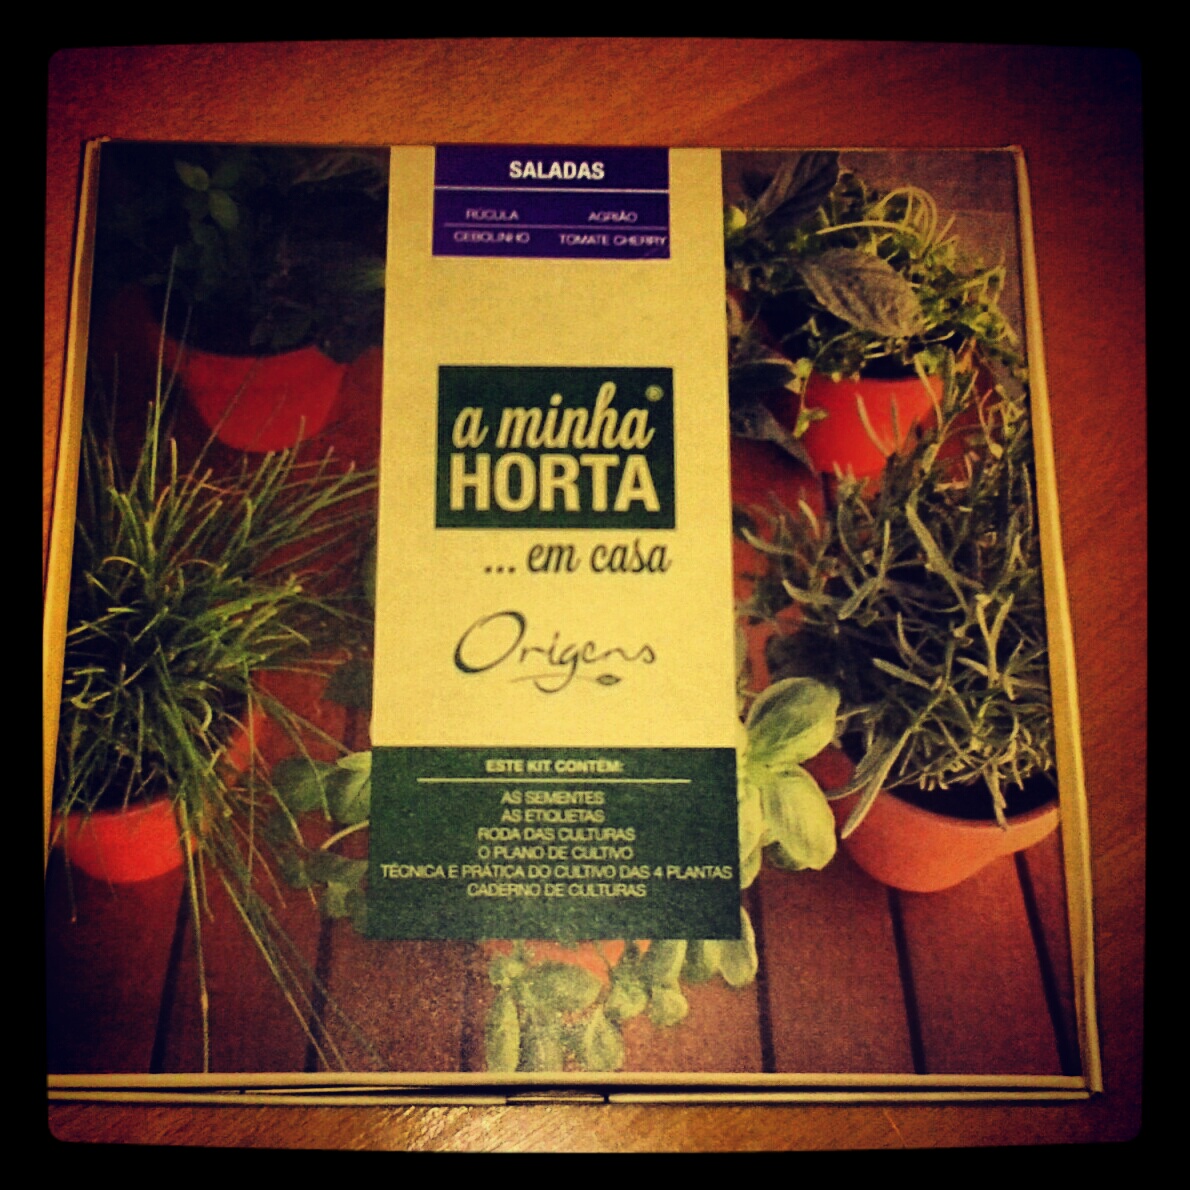 SALADAS
RÚCULA AGRIÃO
CEBOLINHO TOMATE CHERRY
a minha®
HORTA
... em casa
Origens
ESTE KIT CONTÉM:
AS SEMENTES
AS ETIQUETAS
RODA DAS CULTURAS
O PLANO DE CULTIVO
TÉCNICA E PRÁTICA DO CULTIVO DAS 4 PLANTAS
CADERNO DE CULTURAS